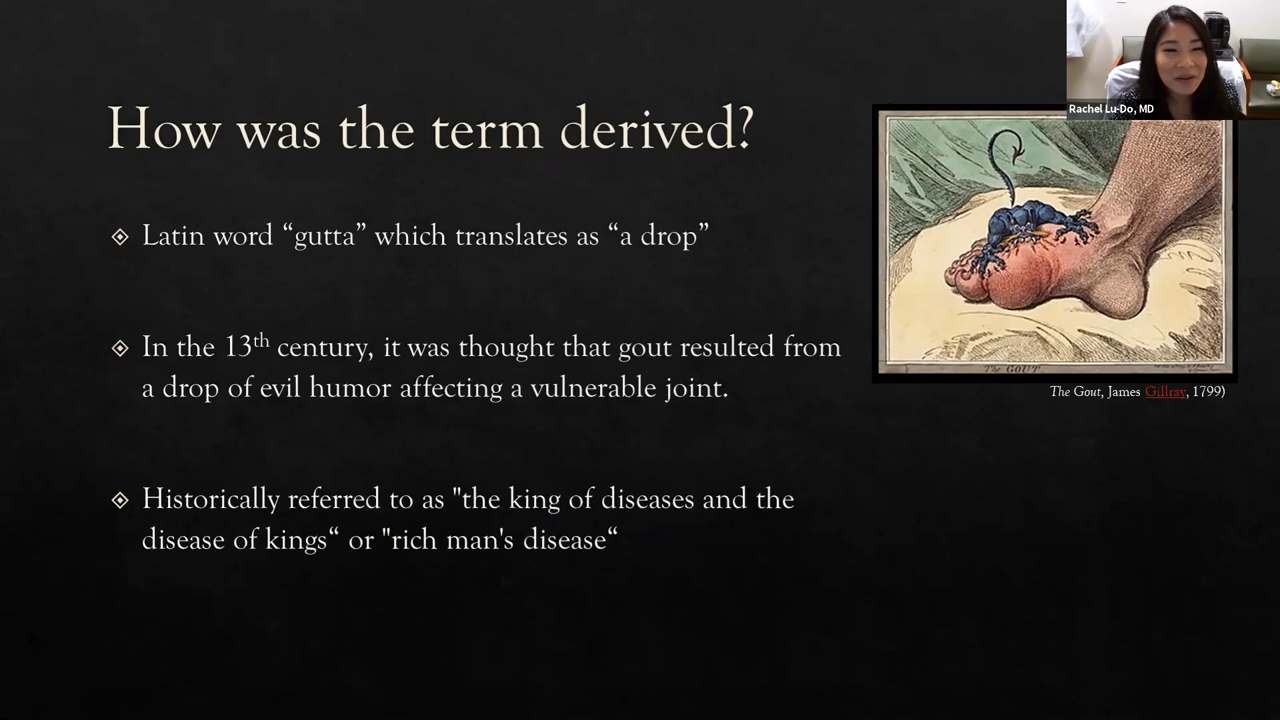 Rachel Lu-Do, MD
How was the term derived?
Latin word “gutta” which translates as “a drop”
In the 13th century, it was thought that gout resulted from
a drop of evil humor affecting a vulnerable joint.
Historically referred to as "the king of diseases and the
disease of kings“ or "rich man's disease“
The GOUT.
The Gout, James Gillray, 1799)